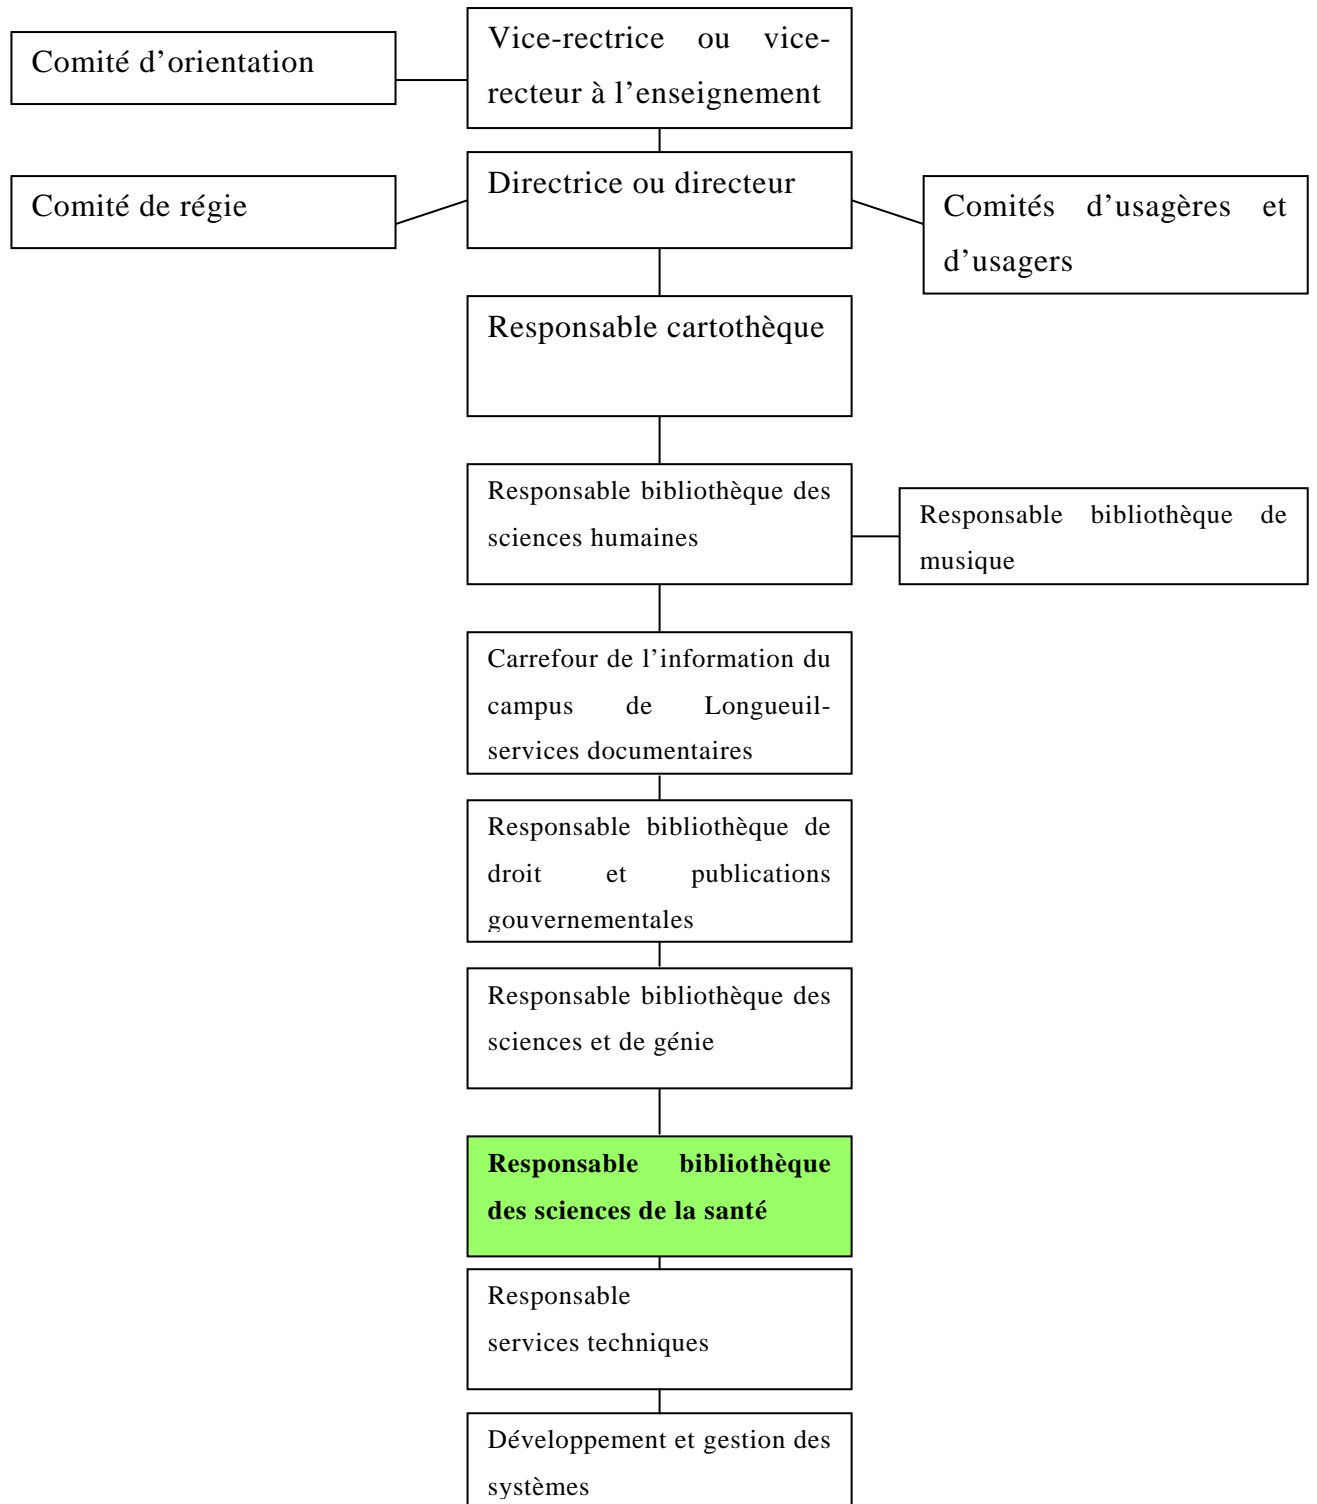 Comité d’orientation
Vice-rectrice ou vice-
recteur à l’enseignement
Comité de régie
Directrice ou directeur
Comités d’usagères et
d’usagers
Responsable cartothèque
Responsable bibliothèque des
sciences humaines
Responsable bibliothèque de
musique
Carrefour de l’information du
campus de Longueuil-
services documentaires
Responsable bibliothèque de
droit et publications
gouvernementales
Responsable bibliothèque des
sciences et de génie
Responsable bibliothèque
des sciences de la santé
Responsable
services techniques
Développement et gestion des
systèmes